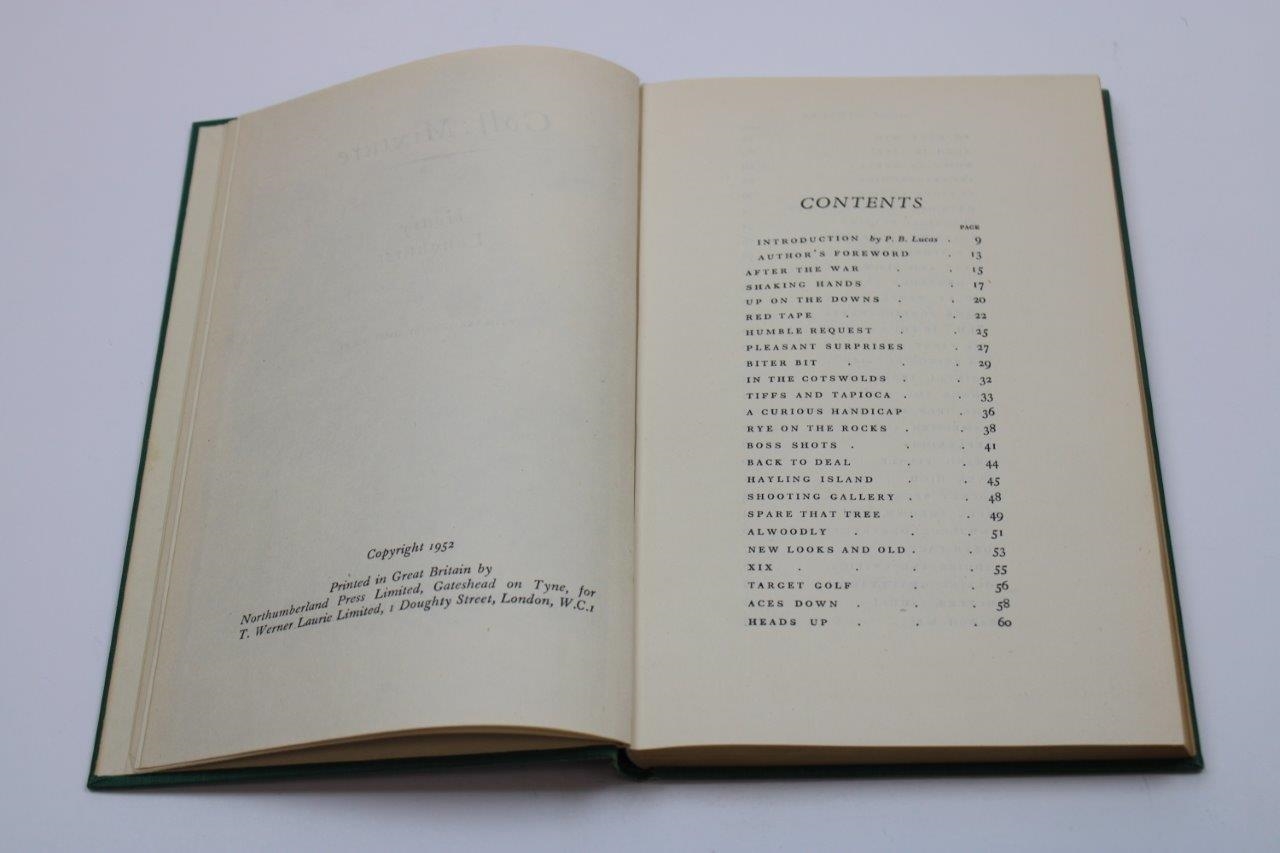 Copyright 1952
Printed in Great Britain by
Northumberland Press Limited, Gateshead on Tyne, for
T. Werner Laurie Limited, 1 Doughty Street, London, W.C.1
CONTENTS
PAGE
INTRODUCTION by P. B. Lucas . 9
AUTHOR'S FOREWORD . 13
AFTER THE WAR . . 15
SHAKING HANDS . . 17
UP ON THE DOWNS . . 20
RED TAPE . . . 22
HUMBLE REQUEST . . 25
PLEASANT SURPRISES . 27
BITER BIT . . . 29
IN THE COTSWOLDS . . 32
TIFFS AND TAPIOCA . . 33
A CURIOUS HANDICAP . 36
RYE ON THE ROCKS . . 38
BOSS SHOTS . . . 41
BACK TO DEAL . . 44
HAYLING ISLAND . . 45
SHOOTING GALLERY . . 48
SPARE THAT TREE . . 49
ALWOODLY . . . 51
NEW LOOKS AND OLD . . 53
XIX . . . . 55
TARGET GOLF . . 56
ACES DOWN . . . 58
HEADS UP . . . 60